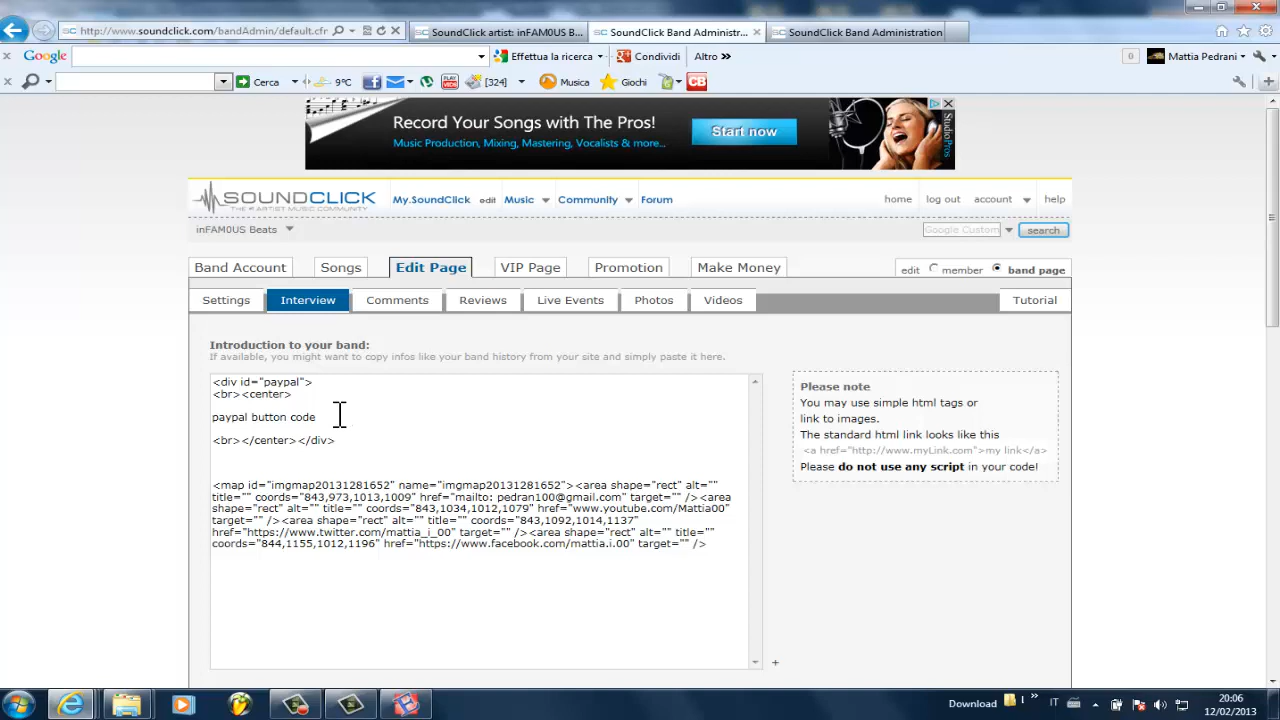 http://www.soundclick.com/bandAdmin/default.cfr
SoundClick artist: inFAM0US B...
SoundClick Band Administra...
SoundClick Band Administration
Google
Effettua la ricerca
Condividi
Altro »
0
Mattia Pedrani
Cerca
9°C
[324]
Musica
Giochi
CB
Record Your Songs with The Pros!
Music Production, Mixing, Mastering, Vocalists & more...
Start now
StudioPros
SOUNDCLICK
THE #1 ARTIST MUSIC COMMUNITY
My.SoundClick edit Music Community Forum
home log out account help
inFAM0US Beats
Google Custom
search
Band Account
Songs
Edit Page
VIP Page
Promotion
Make Money
edit member band page
Settings
Interview
Comments
Reviews
Live Events
Photos
Videos
Tutorial
Introduction to your band:
If available, you might want to copy infos like your band history from your site and simply paste it here.
<div id="paypal">
<br><center>
paypal button code
<br></center></div>
<map id="imgmap20131281652" name="imgmap20131281652"><area shape="rect" alt=""
title="" coords="843,973,1013,1009" href="mailto: pedran100@gmail.com" target="" /><area
shape="rect" alt="" title="" coords="843,1034,1012,1079" href="www.youtube.com/Mattia00"
target="" /><area shape="rect" alt="" title="" coords="843,1092,1014,1137"
href="https://www.twitter.com/mattia_i_00" target="" /><area shape="rect" alt="" title=""
coords="844,1155,1012,1196" href="https://www.facebook.com/mattia.i.00" target="" />
Please note
You may use simple html tags or
link to images.
The standard html link looks like this
<a href="http://www.myLink.com">my link</a>
Please do not use any script in your code!
+
Download
IT
20:06
12/02/2013